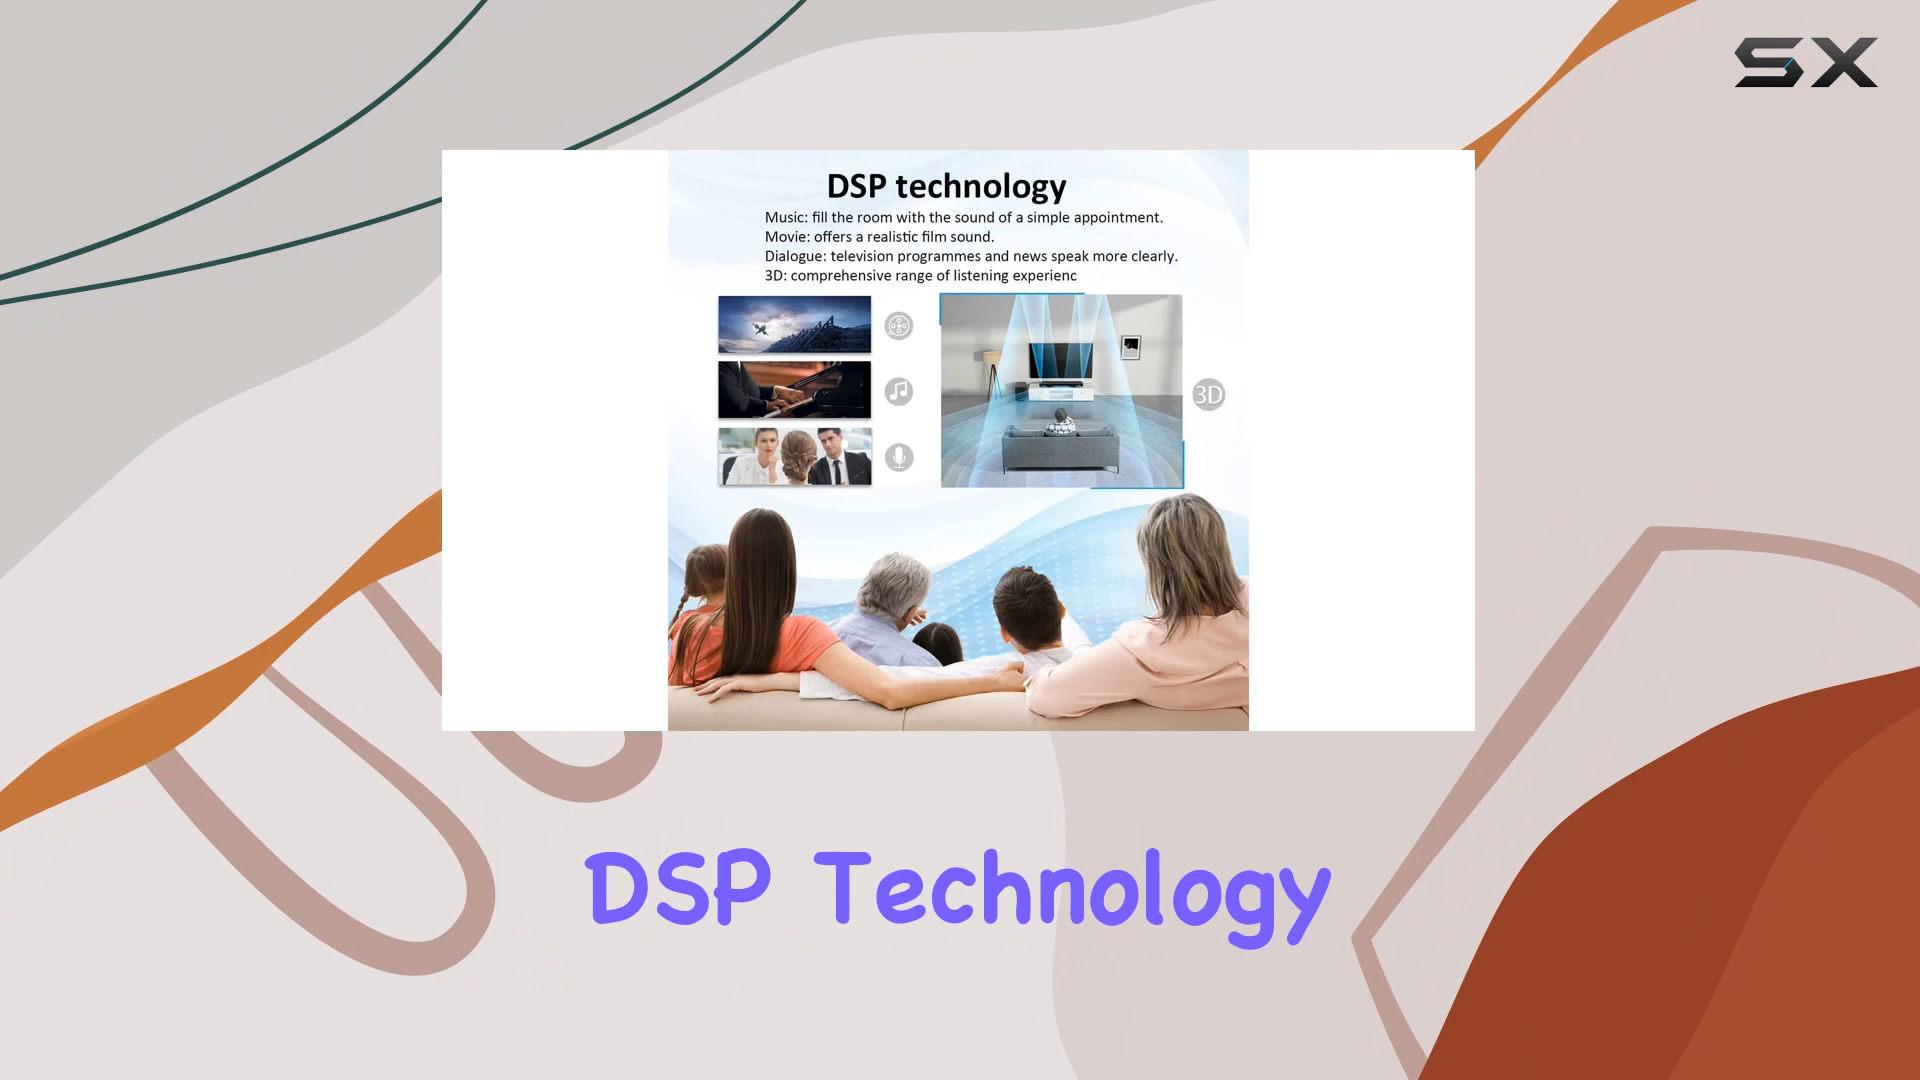 SX
DSP technology
Music: fill the room with the sound of a simple appointment.
Movie: offers a realistic film sound.
Dialogue: television programmes and news speak more clearly.
3D: comprehensive range of listening experienc
3D
DSP Technology